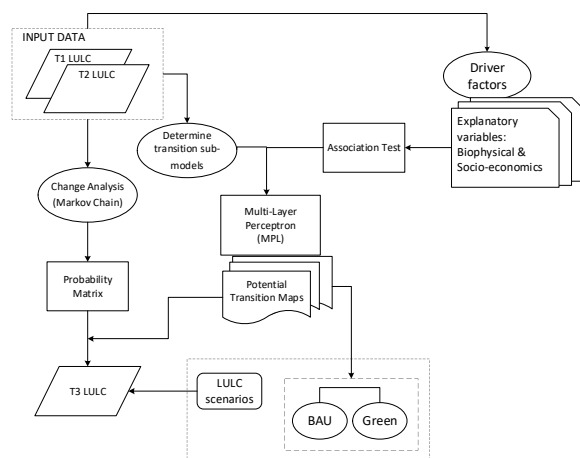 INPUT DATA
T1 LULC
T2 LULC
Driver
factors
Explanatory
variables:
Biophysical &
Socio-economics
Determine
transition sub-
models
Association Test
Change Analysis
(Markov Chain)
Multi-Layer
Perceptron
(MPL)
Probability
Matrix
Potential
Transition Maps
T3 LULC
LULC
scenarios
BAU
Green